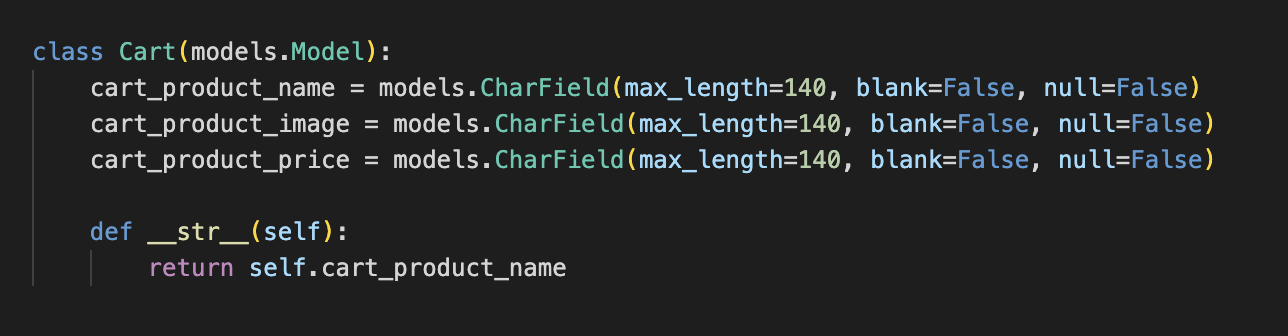 class Cart(models.Model):
    cart_product_name = models.CharField(max_length=140, blank=False, null=False)
    cart_product_image = models.CharField(max_length=140, blank=False, null=False)
    cart_product_price = models.CharField(max_length=140, blank=False, null=False)

    def __str__(self):
        return self.cart_product_name